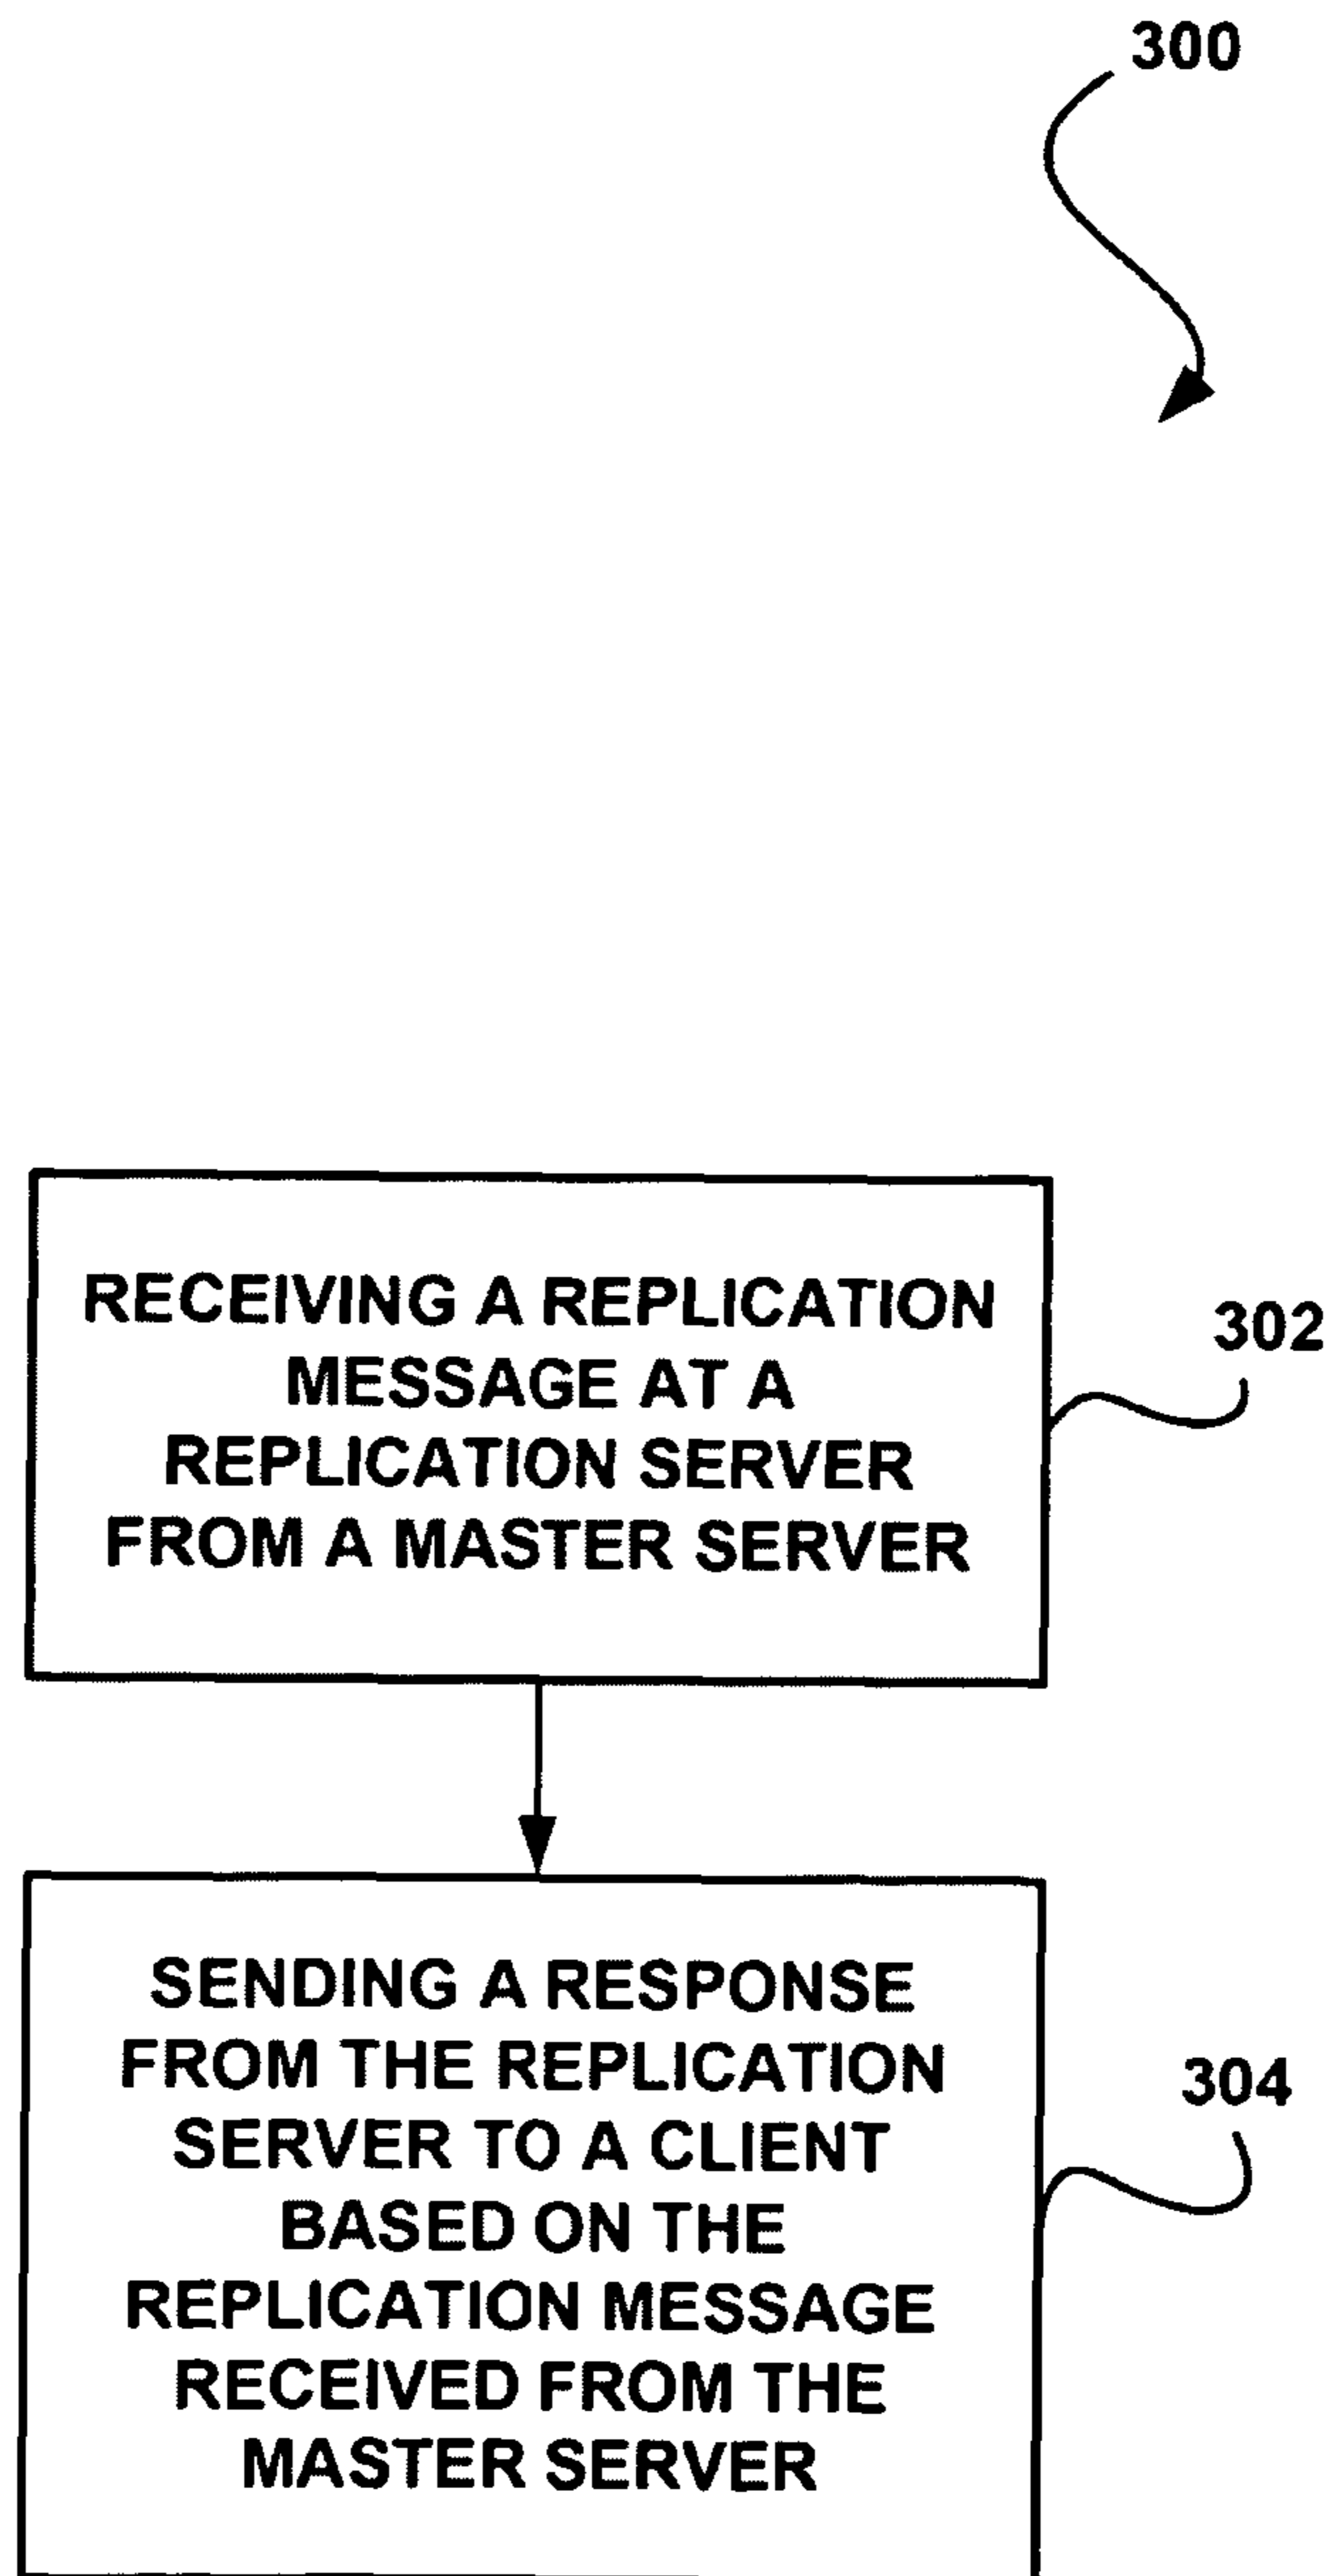 300
RECEIVING A REPLICATION
MESSAGE AT A
REPLICATION SERVER
FROM A MASTER SERVER
302
SENDING A RESPONSE
FROM THE REPLICATION
SERVER TO A CLIENT
BASED ON THE
REPLICATION MESSAGE
RECEIVED FROM THE
MASTER SERVER
304